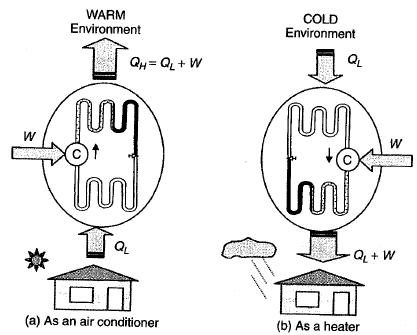 WARM
Environment
Q_H = Q_L + W
W
C
Q_L
(a) As an air conditioner
COLD
Environment
Q_L
C
W
Q_L + W
(b) As a heater